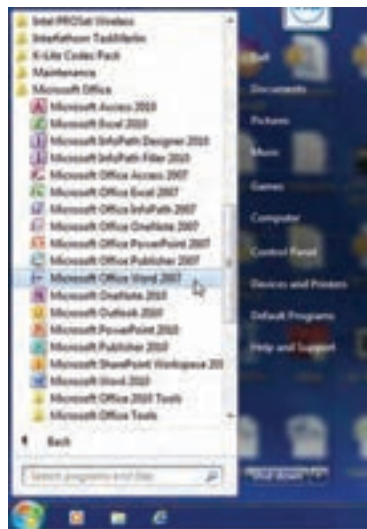 Intel PROSet Wireless
InterFathom TaskMerlin
K-Lite Codec Pack
Maintenance
Microsoft Office
Microsoft Access 2010
Microsoft Excel 2010
Microsoft InfoPath Designer 2010
Microsoft InfoPath Filler 2010
Microsoft Office Access 2007
Microsoft Office Excel 2007
Microsoft Office InfoPath 2007
Microsoft Office OneNote 2007
Microsoft Office PowerPoint 2007
Microsoft Office Publisher 2007
Microsoft Office Word 2007
Microsoft OneNote 2010
Microsoft Outlook 2010
Microsoft PowerPoint 2010
Microsoft Publisher 2010
Microsoft SharePoint Workspace 201
Microsoft Word 2010
Microsoft Office 2010 Tools
Microsoft Office Tools
Back
Search programs and files
Documents
Pictures
Music
Games
Computer
Control Panel
Devices and Printers
Default Programs
Help and Support
Shut down